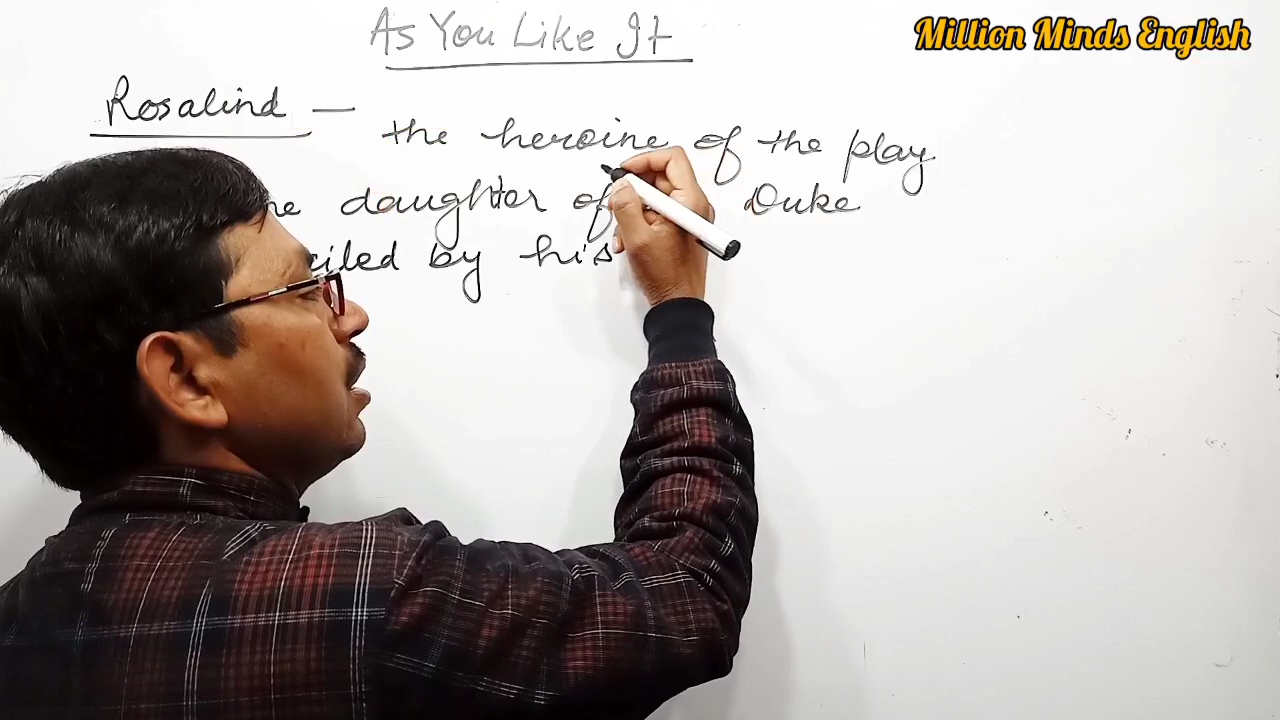 As You Like It
Million Minds English
Rosalind —
the heroine of the play
daughter of Duke
by his